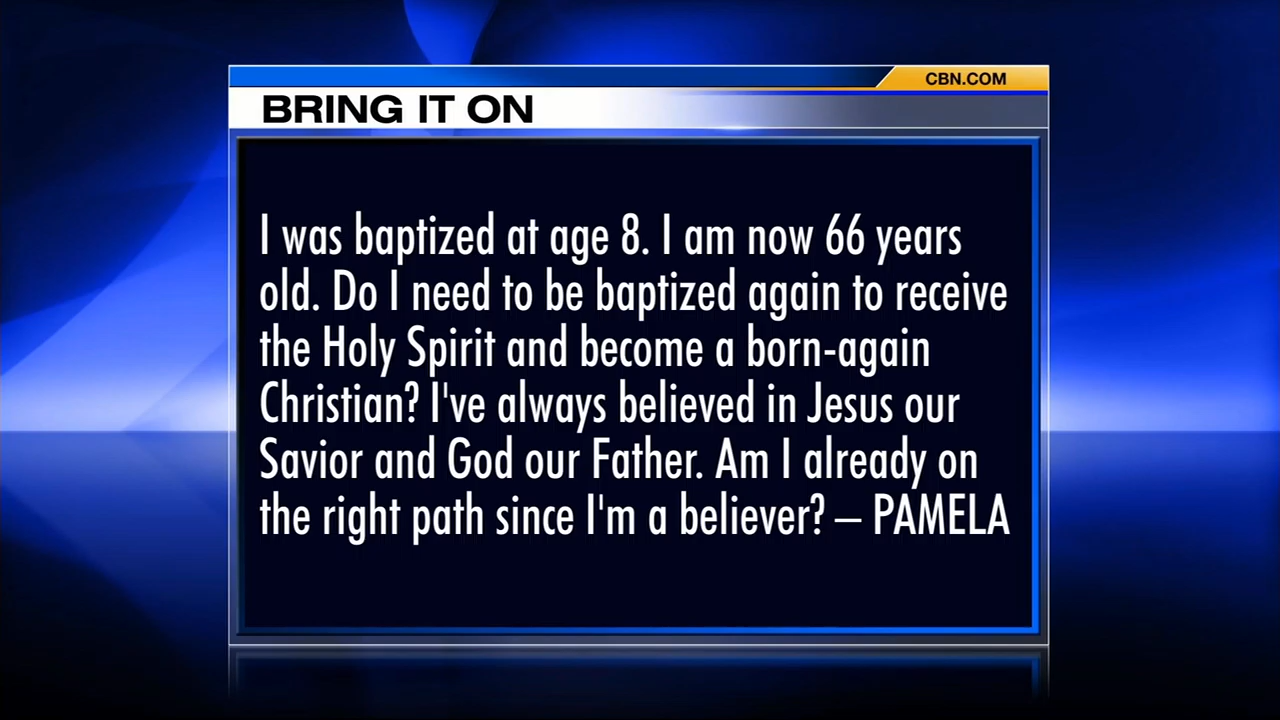 CBN.COM
BRING IT ON
I was baptized at age 8. I am now 66 years
old. Do I need to be baptized again to receive
the Holy Spirit and become a born-again
Christian? I've always believed in Jesus our
Savior and God our Father. Am I already on
the right path since I'm a believer? – PAMELA